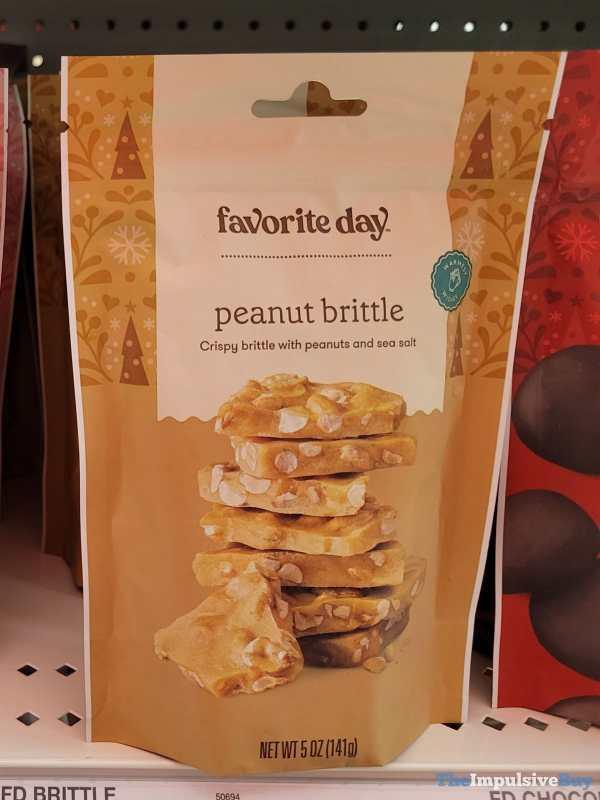 favorite day™
peanut brittle
Crispy brittle with peanuts and sea salt
NET WT 5 OZ (141g)
ED BRITTLE
50694
ED CHOCO
TheImpulsiveBuy